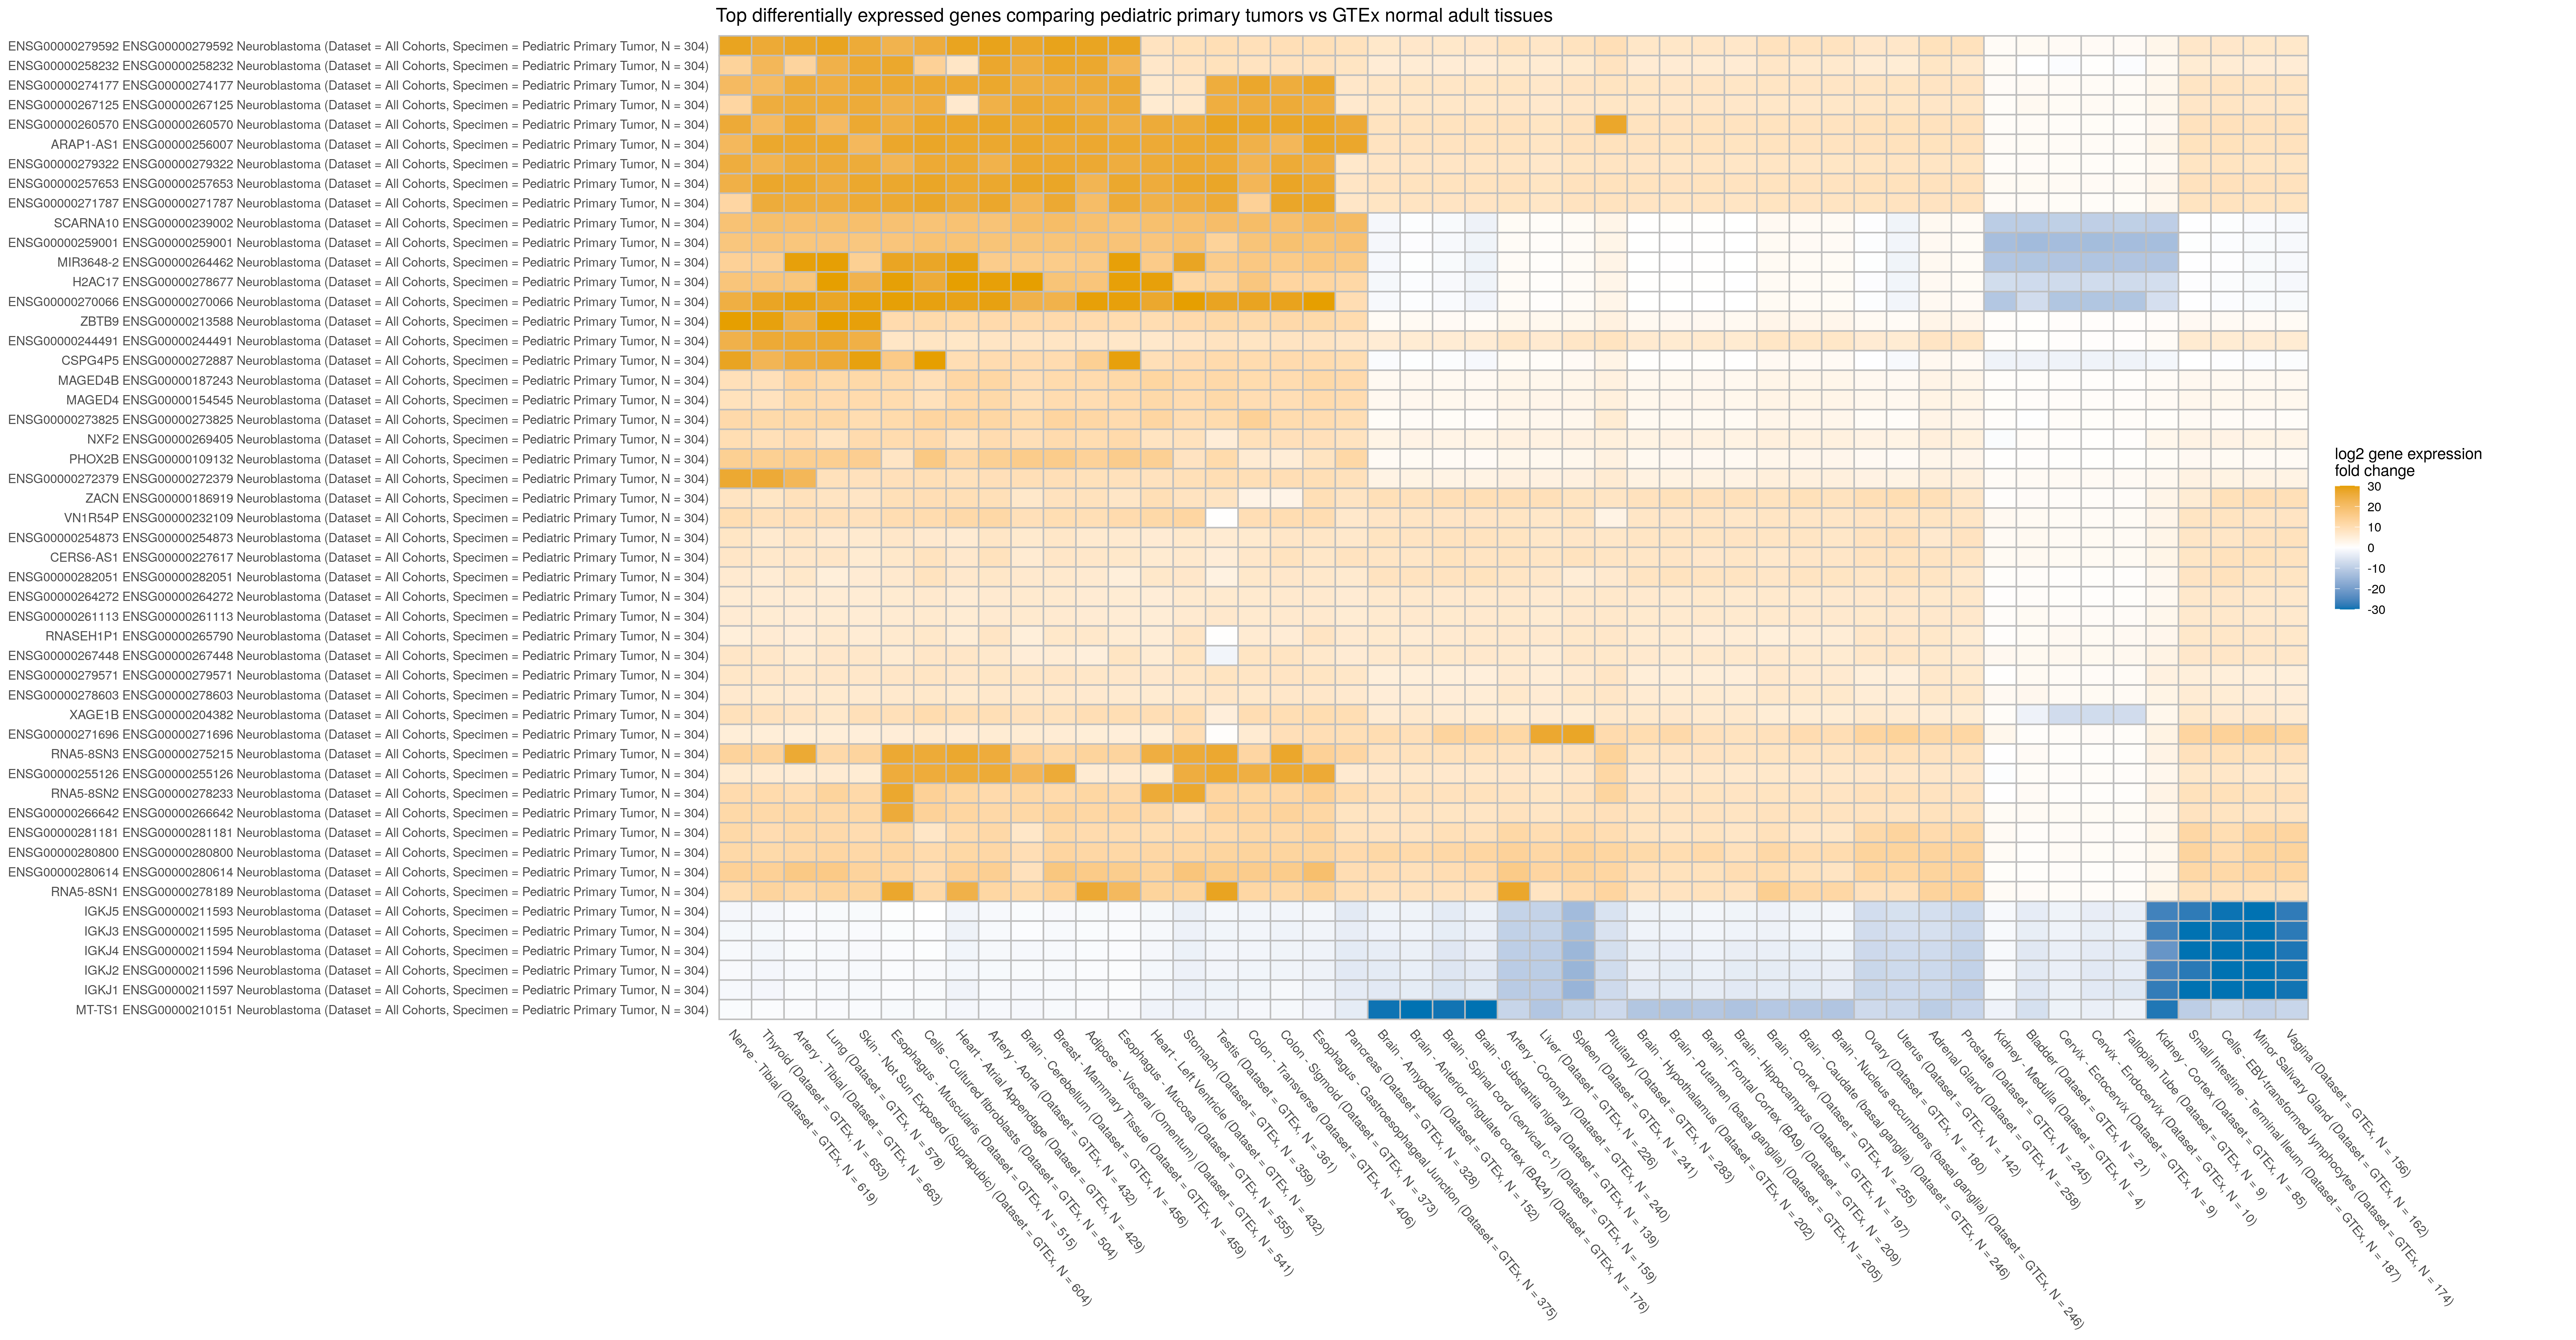 Top differentially expressed genes comparing pediatric primary tumors vs GTEx normal adult tissues
ENSG00000279592 ENSG00000279592 Neuroblastoma (Dataset = All Cohorts, Specimen = Pediatric Primary Tumor, N = 304)
ENSG00000258232 ENSG00000258232 Neuroblastoma (Dataset = All Cohorts, Specimen = Pediatric Primary Tumor, N = 304)
ENSG00000274177 ENSG00000274177 Neuroblastoma (Dataset = All Cohorts, Specimen = Pediatric Primary Tumor, N = 304)
ENSG00000267125 ENSG00000267125 Neuroblastoma (Dataset = All Cohorts, Specimen = Pediatric Primary Tumor, N = 304)
ENSG00000260570 ENSG00000260570 Neuroblastoma (Dataset = All Cohorts, Specimen = Pediatric Primary Tumor, N = 304)
ARAP1-AS1 ENSG00000256007 Neuroblastoma (Dataset = All Cohorts, Specimen = Pediatric Primary Tumor, N = 304)
ENSG00000279322 ENSG00000279322 Neuroblastoma (Dataset = All Cohorts, Specimen = Pediatric Primary Tumor, N = 304)
ENSG00000257653 ENSG00000257653 Neuroblastoma (Dataset = All Cohorts, Specimen = Pediatric Primary Tumor, N = 304)
ENSG00000271787 ENSG00000271787 Neuroblastoma (Dataset = All Cohorts, Specimen = Pediatric Primary Tumor, N = 304)
SCARNA10 ENSG00000239002 Neuroblastoma (Dataset = All Cohorts, Specimen = Pediatric Primary Tumor, N = 304)
ENSG00000259001 ENSG00000259001 Neuroblastoma (Dataset = All Cohorts, Specimen = Pediatric Primary Tumor, N = 304)
MIR3648-2 ENSG00000264462 Neuroblastoma (Dataset = All Cohorts, Specimen = Pediatric Primary Tumor, N = 304)
H2AC17 ENSG00000278677 Neuroblastoma (Dataset = All Cohorts, Specimen = Pediatric Primary Tumor, N = 304)
ENSG00000270066 ENSG00000270066 Neuroblastoma (Dataset = All Cohorts, Specimen = Pediatric Primary Tumor, N = 304)
ZBTB9 ENSG00000213588 Neuroblastoma (Dataset = All Cohorts, Specimen = Pediatric Primary Tumor, N = 304)
ENSG00000244491 ENSG00000244491 Neuroblastoma (Dataset = All Cohorts, Specimen = Pediatric Primary Tumor, N = 304)
CSPG4P5 ENSG00000272887 Neuroblastoma (Dataset = All Cohorts, Specimen = Pediatric Primary Tumor, N = 304)
MAGED4B ENSG00000187243 Neuroblastoma (Dataset = All Cohorts, Specimen = Pediatric Primary Tumor, N = 304)
MAGED4 ENSG00000154545 Neuroblastoma (Dataset = All Cohorts, Specimen = Pediatric Primary Tumor, N = 304)
ENSG00000273825 ENSG00000273825 Neuroblastoma (Dataset = All Cohorts, Specimen = Pediatric Primary Tumor, N = 304)
NXF2 ENSG00000269405 Neuroblastoma (Dataset = All Cohorts, Specimen = Pediatric Primary Tumor, N = 304)
PHOX2B ENSG00000109132 Neuroblastoma (Dataset = All Cohorts, Specimen = Pediatric Primary Tumor, N = 304)
ENSG00000272379 ENSG00000272379 Neuroblastoma (Dataset = All Cohorts, Specimen = Pediatric Primary Tumor, N = 304)
ZACN ENSG00000186919 Neuroblastoma (Dataset = All Cohorts, Specimen = Pediatric Primary Tumor, N = 304)
VN1R54P ENSG00000232109 Neuroblastoma (Dataset = All Cohorts, Specimen = Pediatric Primary Tumor, N = 304)
ENSG00000254873 ENSG00000254873 Neuroblastoma (Dataset = All Cohorts, Specimen = Pediatric Primary Tumor, N = 304)
CERS6-AS1 ENSG00000227617 Neuroblastoma (Dataset = All Cohorts, Specimen = Pediatric Primary Tumor, N = 304)
ENSG00000282051 ENSG00000282051 Neuroblastoma (Dataset = All Cohorts, Specimen = Pediatric Primary Tumor, N = 304)
ENSG00000264272 ENSG00000264272 Neuroblastoma (Dataset = All Cohorts, Specimen = Pediatric Primary Tumor, N = 304)
ENSG00000261113 ENSG00000261113 Neuroblastoma (Dataset = All Cohorts, Specimen = Pediatric Primary Tumor, N = 304)
RNASEH1P1 ENSG00000265790 Neuroblastoma (Dataset = All Cohorts, Specimen = Pediatric Primary Tumor, N = 304)
ENSG00000267448 ENSG00000267448 Neuroblastoma (Dataset = All Cohorts, Specimen = Pediatric Primary Tumor, N = 304)
ENSG00000279571 ENSG00000279571 Neuroblastoma (Dataset = All Cohorts, Specimen = Pediatric Primary Tumor, N = 304)
ENSG00000278603 ENSG00000278603 Neuroblastoma (Dataset = All Cohorts, Specimen = Pediatric Primary Tumor, N = 304)
XAGE1B ENSG00000204382 Neuroblastoma (Dataset = All Cohorts, Specimen = Pediatric Primary Tumor, N = 304)
ENSG00000271696 ENSG00000271696 Neuroblastoma (Dataset = All Cohorts, Specimen = Pediatric Primary Tumor, N = 304)
RNA5-8SN3 ENSG00000275215 Neuroblastoma (Dataset = All Cohorts, Specimen = Pediatric Primary Tumor, N = 304)
ENSG00000255126 ENSG00000255126 Neuroblastoma (Dataset = All Cohorts, Specimen = Pediatric Primary Tumor, N = 304)
RNA5-8SN2 ENSG00000278233 Neuroblastoma (Dataset = All Cohorts, Specimen = Pediatric Primary Tumor, N = 304)
ENSG00000266642 ENSG00000266642 Neuroblastoma (Dataset = All Cohorts, Specimen = Pediatric Primary Tumor, N = 304)
ENSG00000281181 ENSG00000281181 Neuroblastoma (Dataset = All Cohorts, Specimen = Pediatric Primary Tumor, N = 304)
ENSG00000280800 ENSG00000280800 Neuroblastoma (Dataset = All Cohorts, Specimen = Pediatric Primary Tumor, N = 304)
ENSG00000280614 ENSG00000280614 Neuroblastoma (Dataset = All Cohorts, Specimen = Pediatric Primary Tumor, N = 304)
RNA5-8SN1 ENSG00000278189 Neuroblastoma (Dataset = All Cohorts, Specimen = Pediatric Primary Tumor, N = 304)
IGKJ5 ENSG00000211593 Neuroblastoma (Dataset = All Cohorts, Specimen = Pediatric Primary Tumor, N = 304)
IGKJ3 ENSG00000211595 Neuroblastoma (Dataset = All Cohorts, Specimen = Pediatric Primary Tumor, N = 304)
IGKJ4 ENSG00000211594 Neuroblastoma (Dataset = All Cohorts, Specimen = Pediatric Primary Tumor, N = 304)
IGKJ2 ENSG00000211596 Neuroblastoma (Dataset = All Cohorts, Specimen = Pediatric Primary Tumor, N = 304)
IGKJ1 ENSG00000211597 Neuroblastoma (Dataset = All Cohorts, Specimen = Pediatric Primary Tumor, N = 304)
MT-TS1 ENSG00000210151 Neuroblastoma (Dataset = All Cohorts, Specimen = Pediatric Primary Tumor, N = 304)
Nerve - Tibial (Dataset = GTEx, N = 619)
Thyroid (Dataset = GTEx, N = 653)
Artery - Tibial (Dataset = GTEx, N = 663)
Lung (Dataset = GTEx, N = 578)
Skin - Not Sun Exposed (Suprapubic) (Dataset = GTEx, N = 604)
Esophagus - Muscularis (Dataset = GTEx, N = 515)
Cells - Cultured fibroblasts (Dataset = GTEx, N = 504)
Heart - Atrial Appendage (Dataset = GTEx, N = 429)
Artery - Aorta (Dataset = GTEx, N = 432)
Brain - Cerebellum (Dataset = GTEx, N = 456)
Breast - Mammary Tissue (Dataset = GTEx, N = 459)
Adipose - Visceral (Omentum) (Dataset = GTEx, N = 541)
Esophagus - Mucosa (Dataset = GTEx, N = 555)
Heart - Left Ventricle (Dataset = GTEx, N = 432)
Stomach (Dataset = GTEx, N = 359)
Testis (Dataset = GTEx, N = 361)
Colon - Transverse (Dataset = GTEx, N = 406)
Colon - Sigmoid (Dataset = GTEx, N = 373)
Esophagus - Gastroesophageal Junction (Dataset = GTEx, N = 375)
Pancreas (Dataset = GTEx, N = 328)
Brain - Amygdala (Dataset = GTEx, N = 152)
Brain - Anterior cingulate cortex (BA24) (Dataset = GTEx, N = 176)
Brain - Spinal cord (cervical c-1) (Dataset = GTEx, N = 159)
Brain - Substantia nigra (Dataset = GTEx, N = 139)
Artery - Coronary (Dataset = GTEx, N = 240)
Liver (Dataset = GTEx, N = 226)
Spleen (Dataset = GTEx, N = 241)
Pituitary (Dataset = GTEx, N = 283)
Brain - Hypothalamus (Dataset = GTEx, N = 202)
Brain - Putamen (basal ganglia) (Dataset = GTEx, N = 205)
Brain - Frontal Cortex (BA9) (Dataset = GTEx, N = 209)
Brain - Hippocampus (Dataset = GTEx, N = 197)
Brain - Cortex (Dataset = GTEx, N = 255)
Brain - Caudate (basal ganglia) (Dataset = GTEx, N = 246)
Brain - Nucleus accumbens (basal ganglia) (Dataset = GTEx, N = 246)
Ovary (Dataset = GTEx, N = 180)
Uterus (Dataset = GTEx, N = 142)
Adrenal Gland (Dataset = GTEx, N = 258)
Prostate (Dataset = GTEx, N = 245)
Kidney - Medulla (Dataset = GTEx, N = 4)
Bladder (Dataset = GTEx, N = 21)
Cervix - Ectocervix (Dataset = GTEx, N = 9)
Cervix - Endocervix (Dataset = GTEx, N = 10)
Fallopian Tube (Dataset = GTEx, N = 9)
Kidney - Cortex (Dataset = GTEx, N = 85)
Small Intestine - Terminal Ileum (Dataset = GTEx, N = 187)
Cells - EBV-transformed lymphocytes (Dataset = GTEx, N = 174)
Minor Salivary Gland (Dataset = GTEx, N = 162)
Vagina (Dataset = GTEx, N = 156)
log2 gene expression
fold change
30
20
10
0
-10
-20
-30